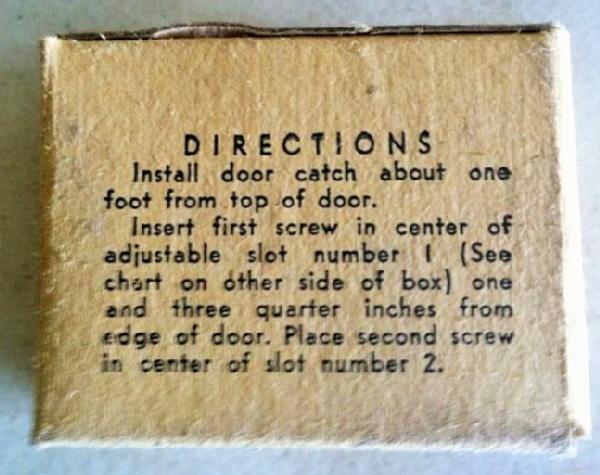 DIRECTIONS
Install door catch about one
foot from top of door.
Insert first screw in center of
adjustable slot number 1 (See
chart on other side of box) one
and three quarter inches from
edge of door. Place second screw
in center of slot number 2.